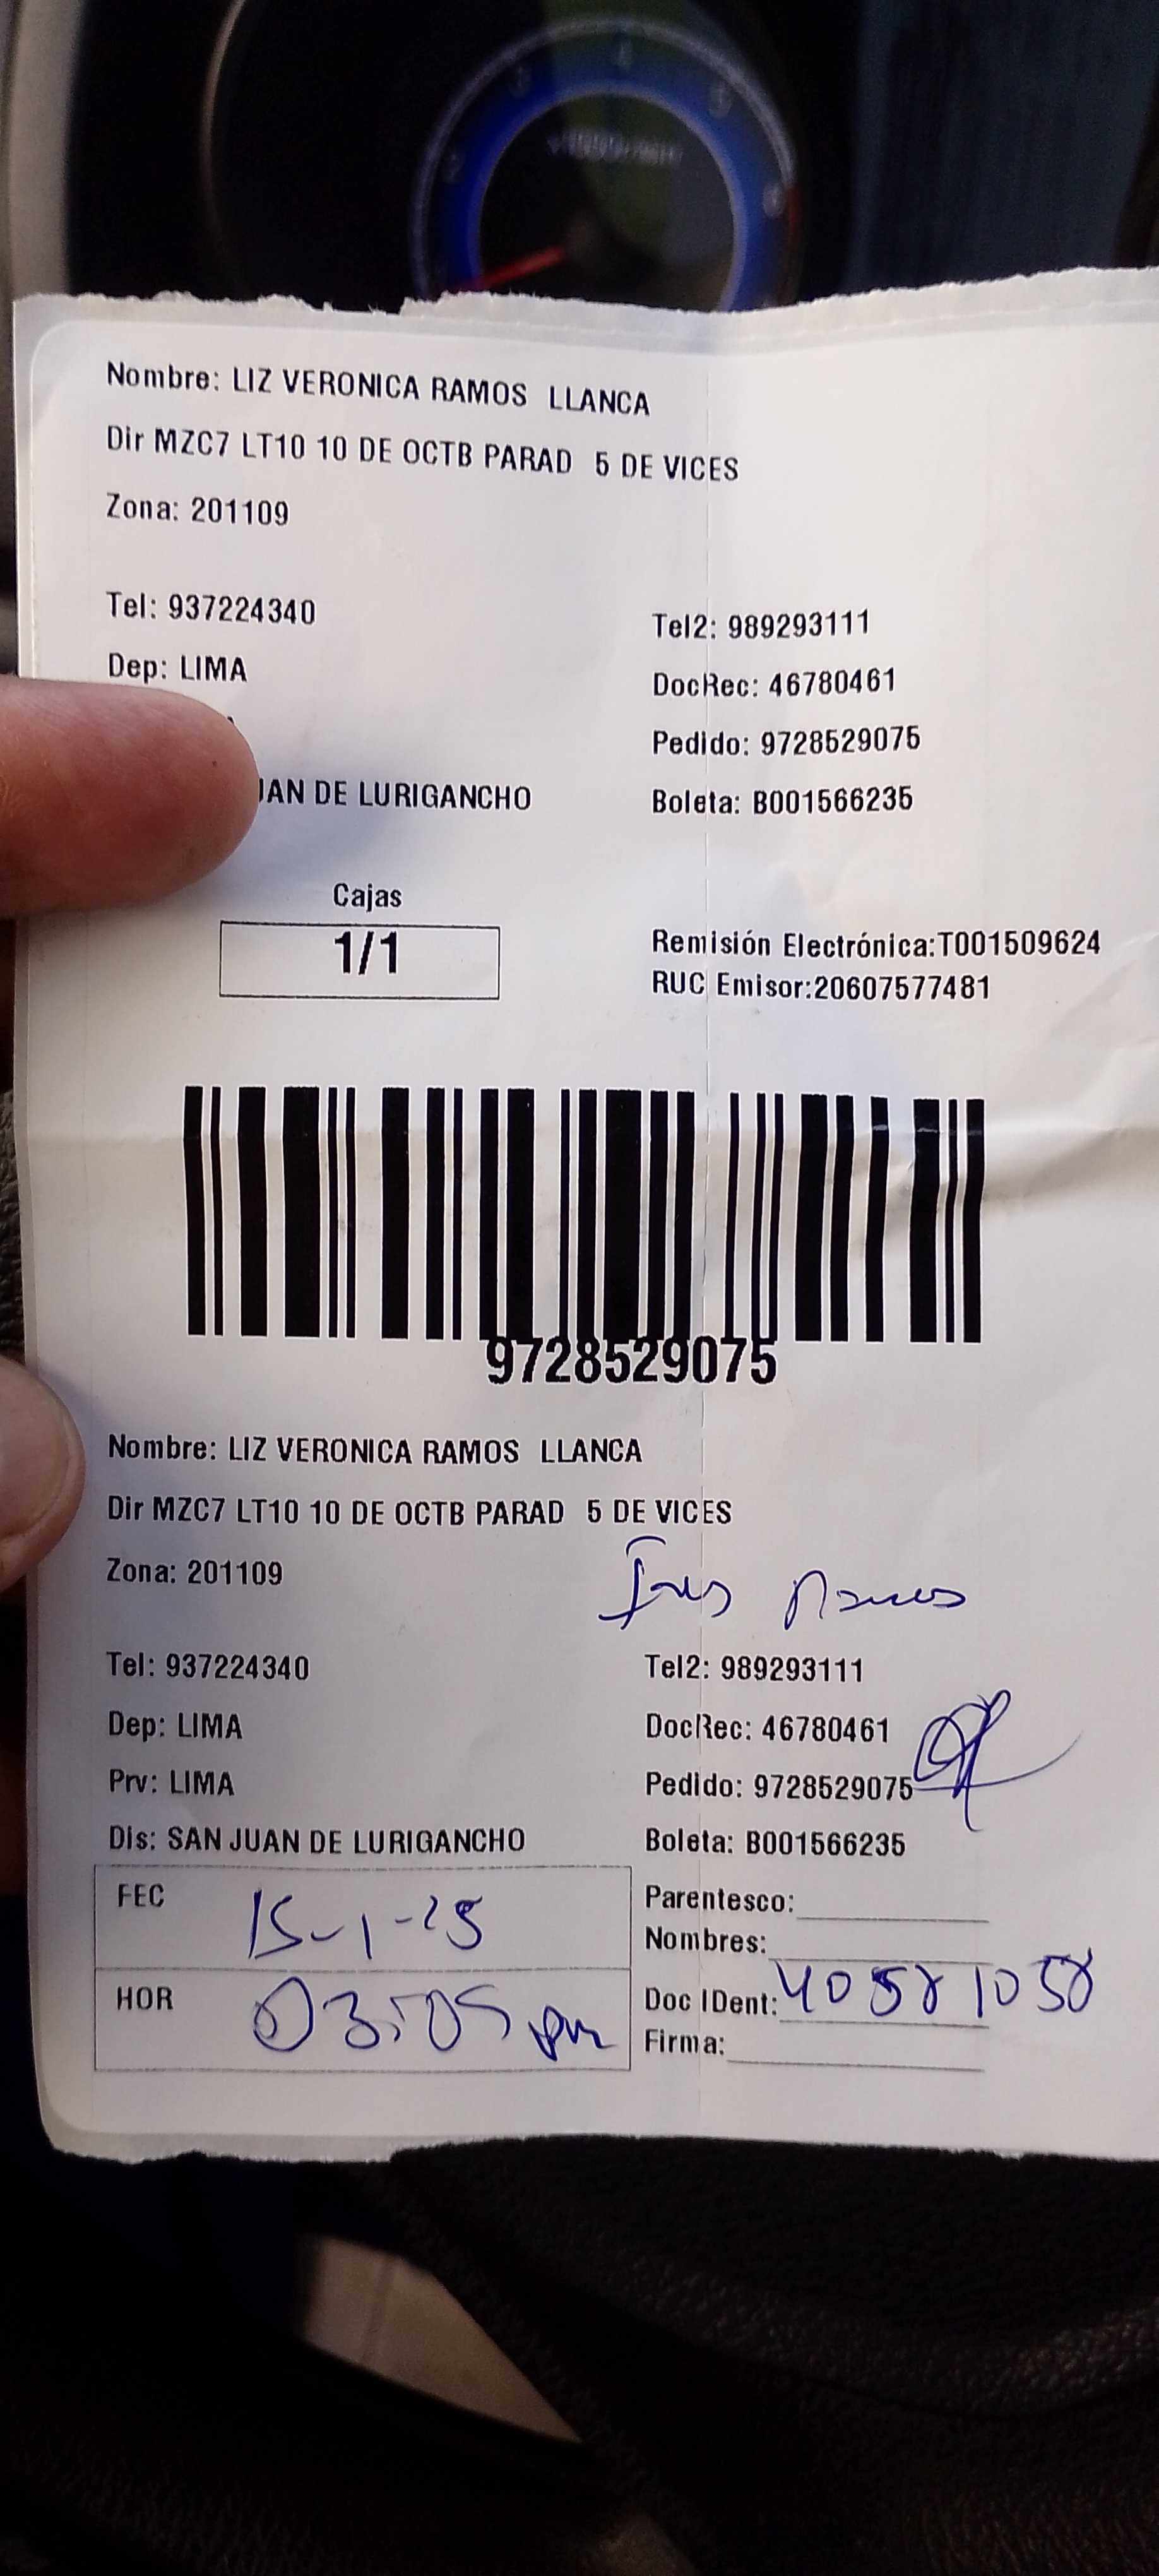 Nombre: LIZ VERONICA RAMOS LLANCA
Dir MZC7 LT10 10 DE OCTB PARAD 5 DE VICES
Zona: 201109
Tel: 937224340
Tel2: 989293111
Dep: LIMA
DocRec: 46780461
Pedido: 9728529075
JAN DE LURIGANCHO
Boleta: B001566235
Cajas
1/1
Remisión Electrónica:T001509624
RUC Emisor:20607577481
9728529075
Nombre: LIZ VERONICA RAMOS LLANCA
Dir MZC7 LT10 10 DE OCTB PARAD 5 DE VICES
Zona: 201109
Ramos
Tel: 937224340
Tel2: 989293111
Dep: LIMA
DocRec: 46780461
Prv: LIMA
Pedido: 9728529075
Dis: SAN JUAN DE LURIGANCHO
Boleta: B001566235
FEC 15-1-25
Parentesco:
Nombres:
HOR 03:05 pm
Doc IDent: 40581058
Firma: